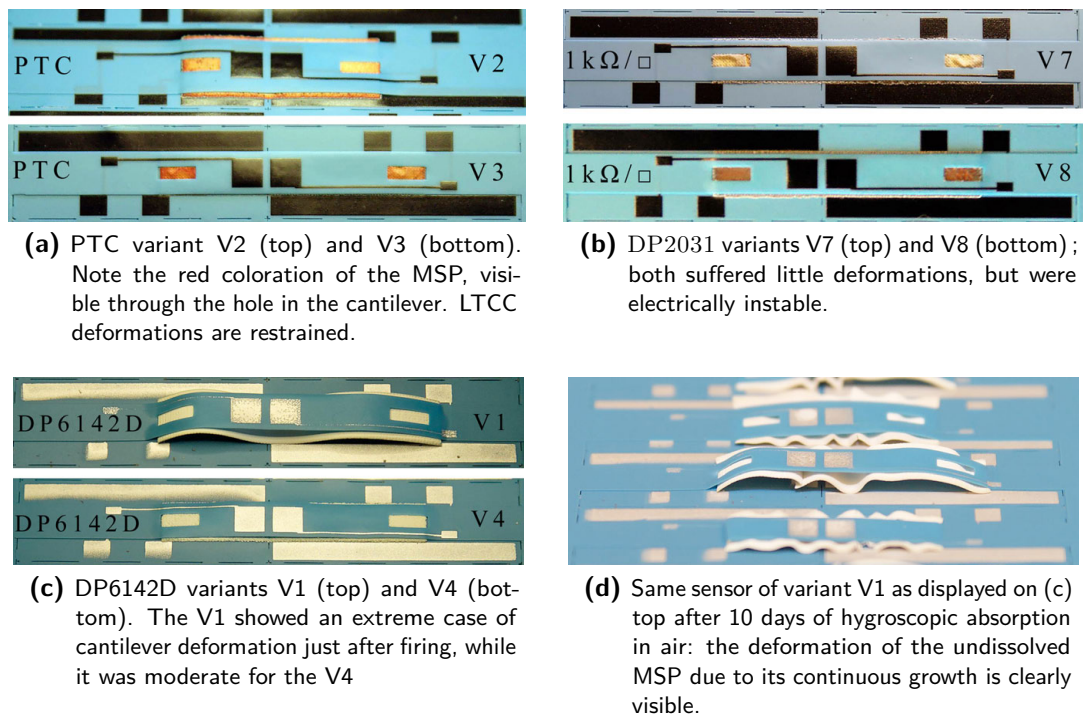 PTC V2
PTC V3
(a) PTC variant V2 (top) and V3 (bottom).
Note the red coloration of the MSP, visi-
ble through the hole in the cantilever. LTCC
deformations are restrained.
1kΩ/□ V7
1kΩ/□ V8
(b) DP2031 variants V7 (top) and V8 (bottom) ;
both suffered little deformations, but were
electrically instable.
DP6142D V1
DP6142D V4
(c) DP6142D variants V1 (top) and V4 (bot-
tom). The V1 showed an extreme case of
cantilever deformation just after firing, while
it was moderate for the V4
(d) Same sensor of variant V1 as displayed on (c)
top after 10 days of hygroscopic absorption
in air: the deformation of the undissolved
MSP due to its continuous growth is clearly
visible.